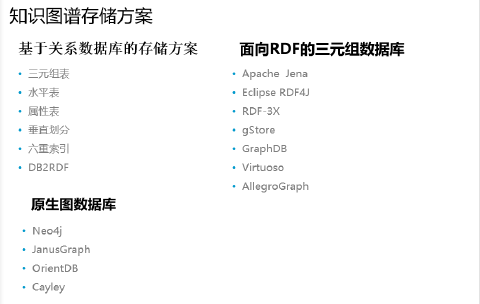 知识图谱存储方案
基于关系数据库的存储方案
• 三元组表
• 水平表
• 属性表
• 垂直划分
• 六重索引
• DB2RDF
面向RDF的三元组数据库
• Apache Jena
• Eclipse RDF4J
• RDF-3X
• gStore
• GraphDB
• Virtuoso
• AllegroGraph
原生图数据库
• Neo4j
• JanusGraph
• OrientDB
• Cayley